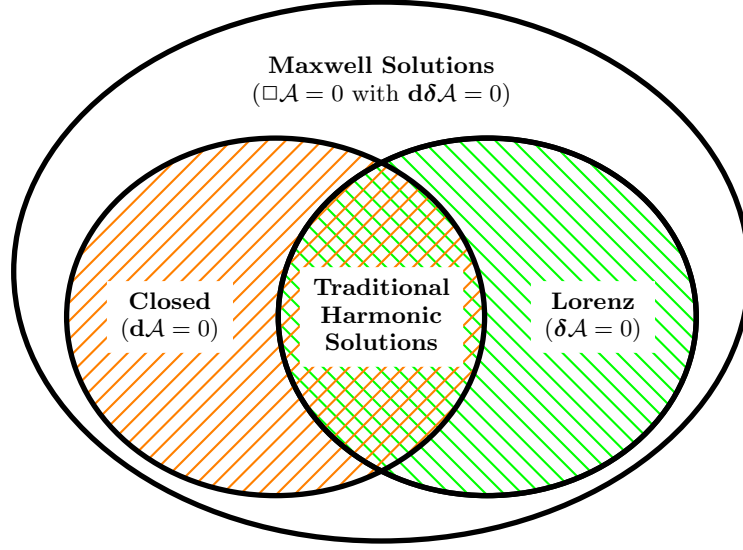 Maxwell Solutions
(□𝒜 = 0 with dδ𝒜 = 0)
Closed
(d𝒜 = 0)
Traditional
Harmonic
Solutions
Lorenz
(δ𝒜 = 0)